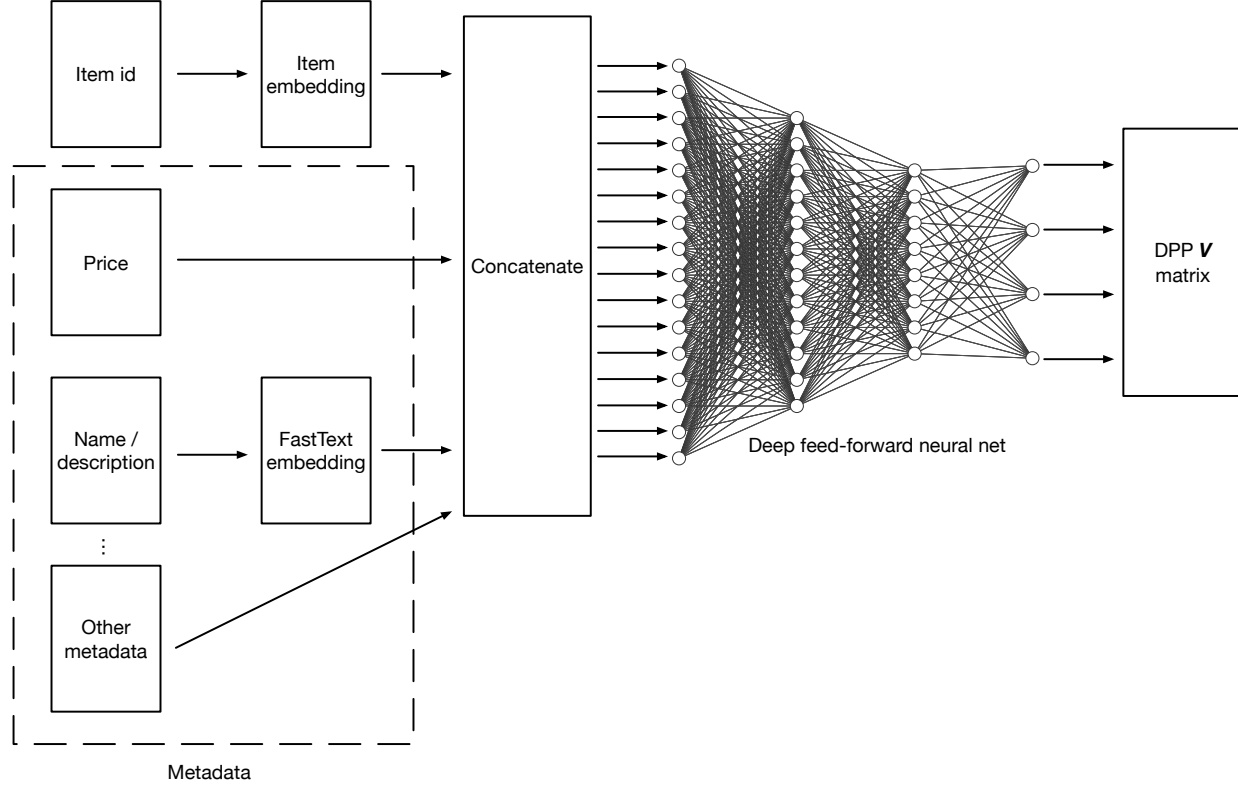 Item id
Item
embedding
Price
Name /
description
FastText
embedding
⋮
Other
metadata
Metadata
Concatenate
Deep feed-forward neural net
DPP V
matrix